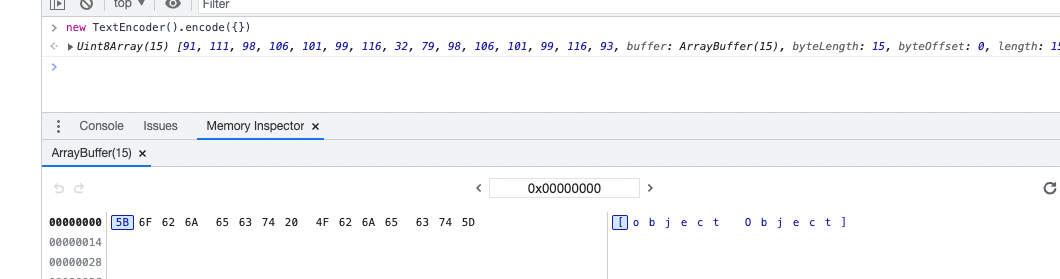 top ▼ Filter
> new TextEncoder().encode({})
Uint8Array(15) [91, 111, 98, 106, 101, 99, 116, 32, 79, 98, 106, 101, 99, 116, 93, buffer: ArrayBuffer(15), byteLength: 15, byteOffset: 0, length: 15
>
Console Issues Memory Inspector ×
ArrayBuffer(15) ×
0x00000000
00000000 5B 6F 62 6A 65 63 74 20 4F 62 6A 65 63 74 5D [ o b j e c t O b j e c t ]
00000014
00000028